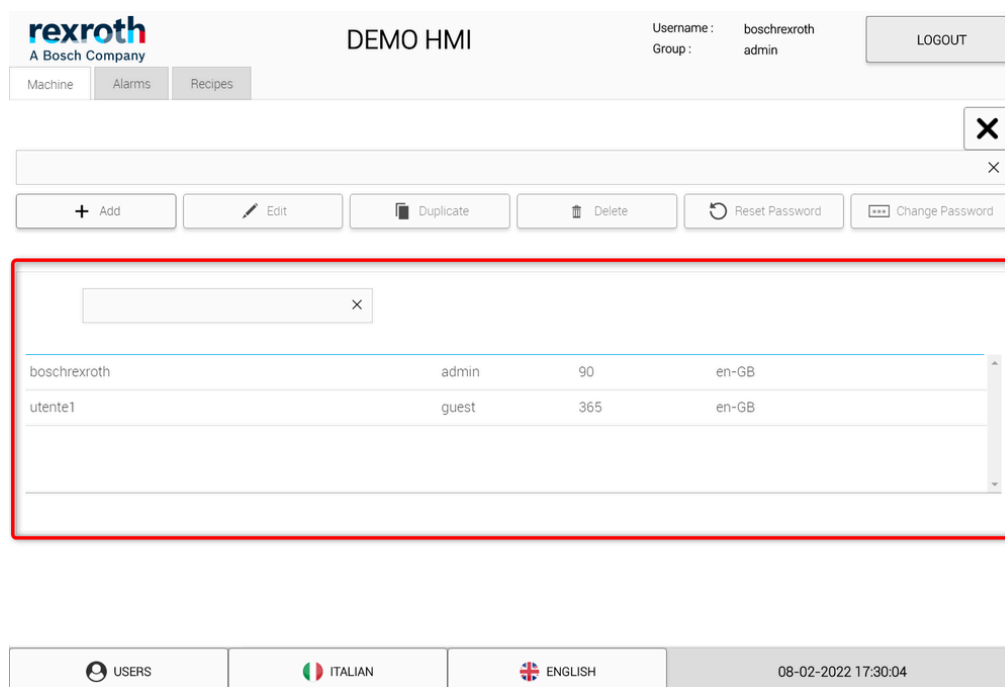 rexroth
A Bosch Company
DEMO HMI
Username :
boschrexroth
Group :
admin
LOGOUT
Machine
Alarms
Recipes
Add
Edit
Duplicate
Delete
Reset Password
Change Password
boschrexroth admin 90 en-GB
utente1 guest 365 en-GB
USERS
ITALIAN
ENGLISH
08-02-2022 17:30:04